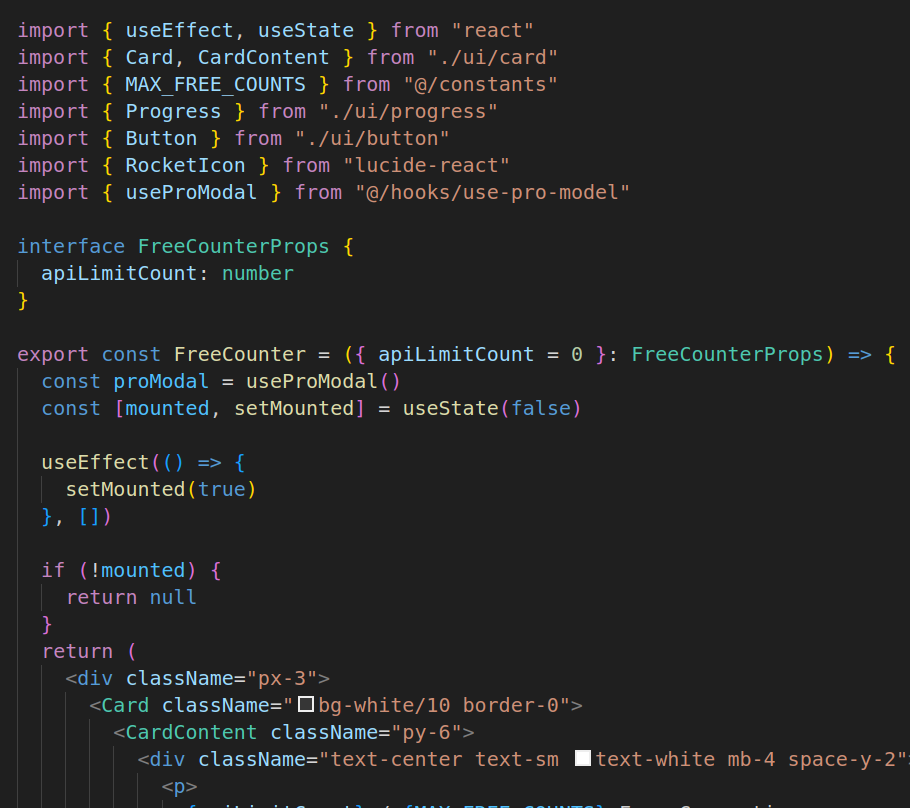 import { useEffect, useState } from "react"
import { Card, CardContent } from "./ui/card"
import { MAX_FREE_COUNTS } from "@/constants"
import { Progress } from "./ui/progress"
import { Button } from "./ui/button"
import { RocketIcon } from "lucide-react"
import { useProModal } from "@/hooks/use-pro-model"

interface FreeCounterProps {
  apiLimitCount: number
}

export const FreeCounter = ({ apiLimitCount = 0 }: FreeCounterProps) => {
  const proModal = useProModal()
  const [mounted, setMounted] = useState(false)

  useEffect(() => {
    setMounted(true)
  }, [])

  if (!mounted) {
    return null
  }
  return (
    <div className="px-3">
      <Card className="bg-white/10 border-0">
        <CardContent className="py-6">
          <div className="text-center text-sm text-white mb-4 space-y-2"
            <p>